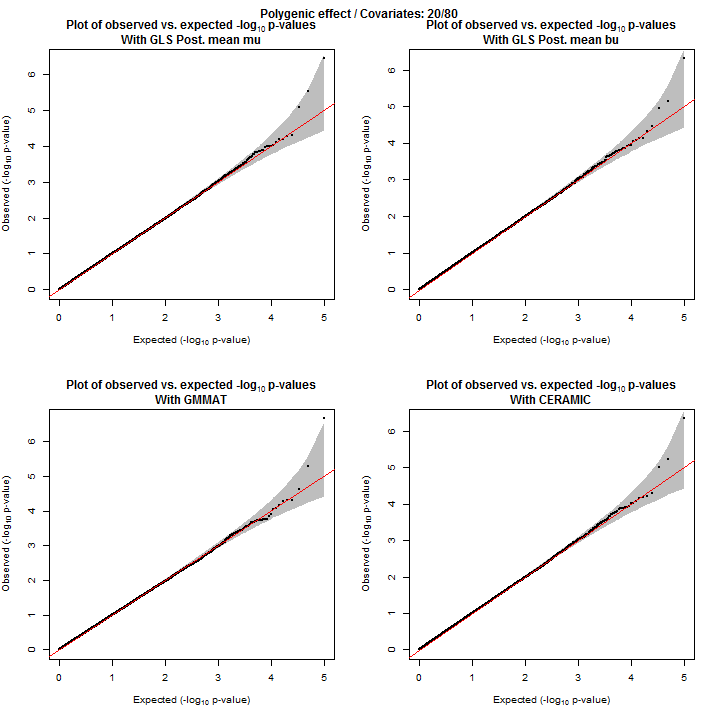 Polygenic effect / Covariates: 20/80
Plot of observed vs. expected -log10 p-values
With GLS Post. mean mu
Observed (-log10 p-value)
6
5
4
3
2
1
0
0 1 2 3 4 5
Expected (-log10 p-value)
Plot of observed vs. expected -log10 p-values
With GLS Post. mean bu
Observed (-log10 p-value)
6
5
4
3
2
1
0
0 1 2 3 4 5
Expected (-log10 p-value)
Plot of observed vs. expected -log10 p-values
With GMMAT
Observed (-log10 p-value)
6
5
4
3
2
1
0
0 1 2 3 4 5
Expected (-log10 p-value)
Plot of observed vs. expected -log10 p-values
With CERAMIC
Observed (-log10 p-value)
6
5
4
3
2
1
0
0 1 2 3 4 5
Expected (-log10 p-value)